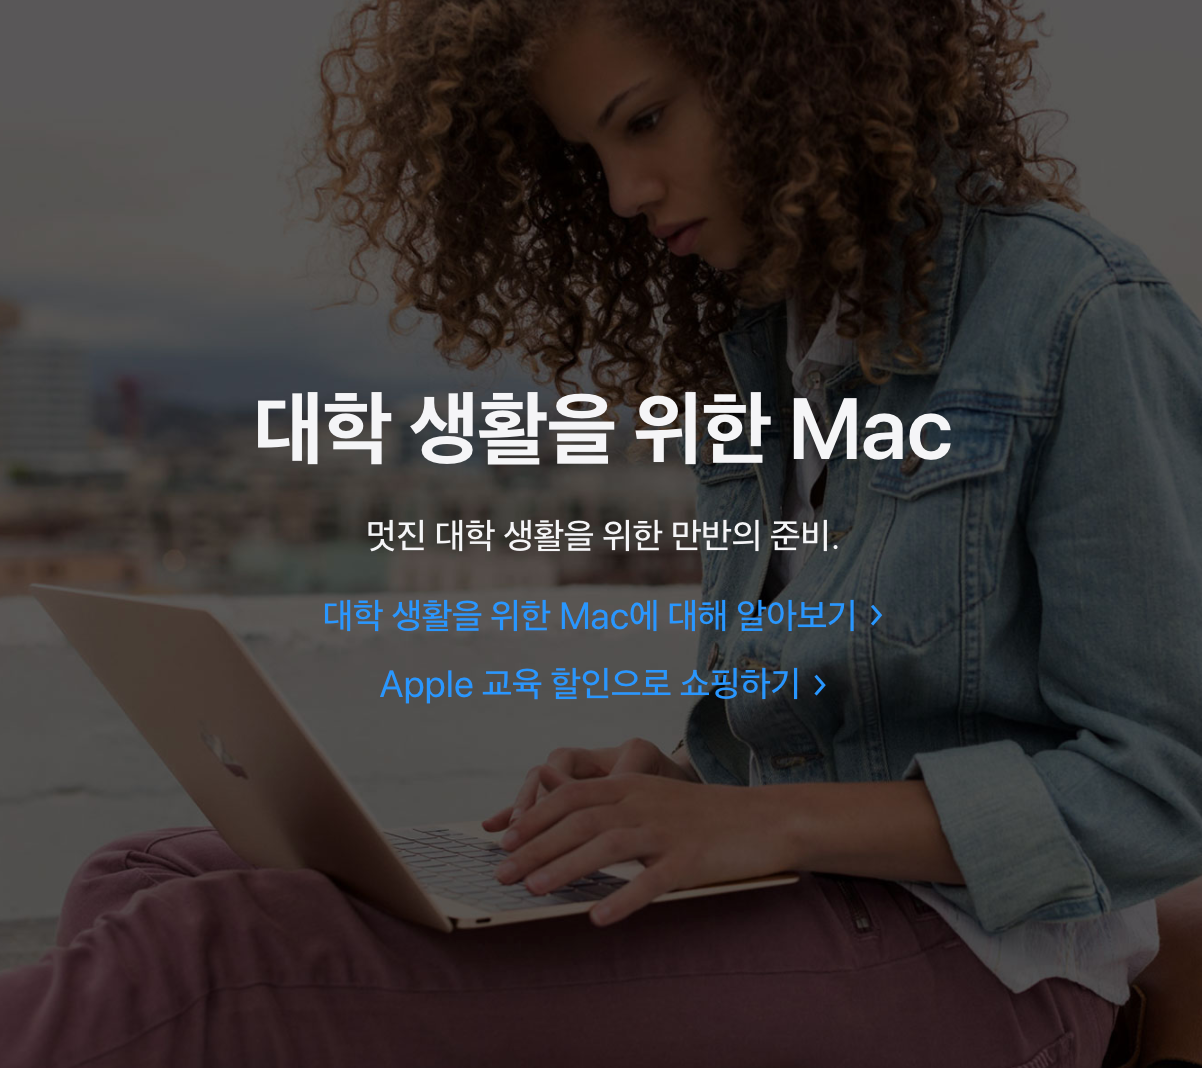 대학 생활을 위한 Mac
멋진 대학 생활을 위한 만반의 준비.
대학 생활을 위한 Mac에 대해 알아보기 >
Apple 교육 할인으로 쇼핑하기 >